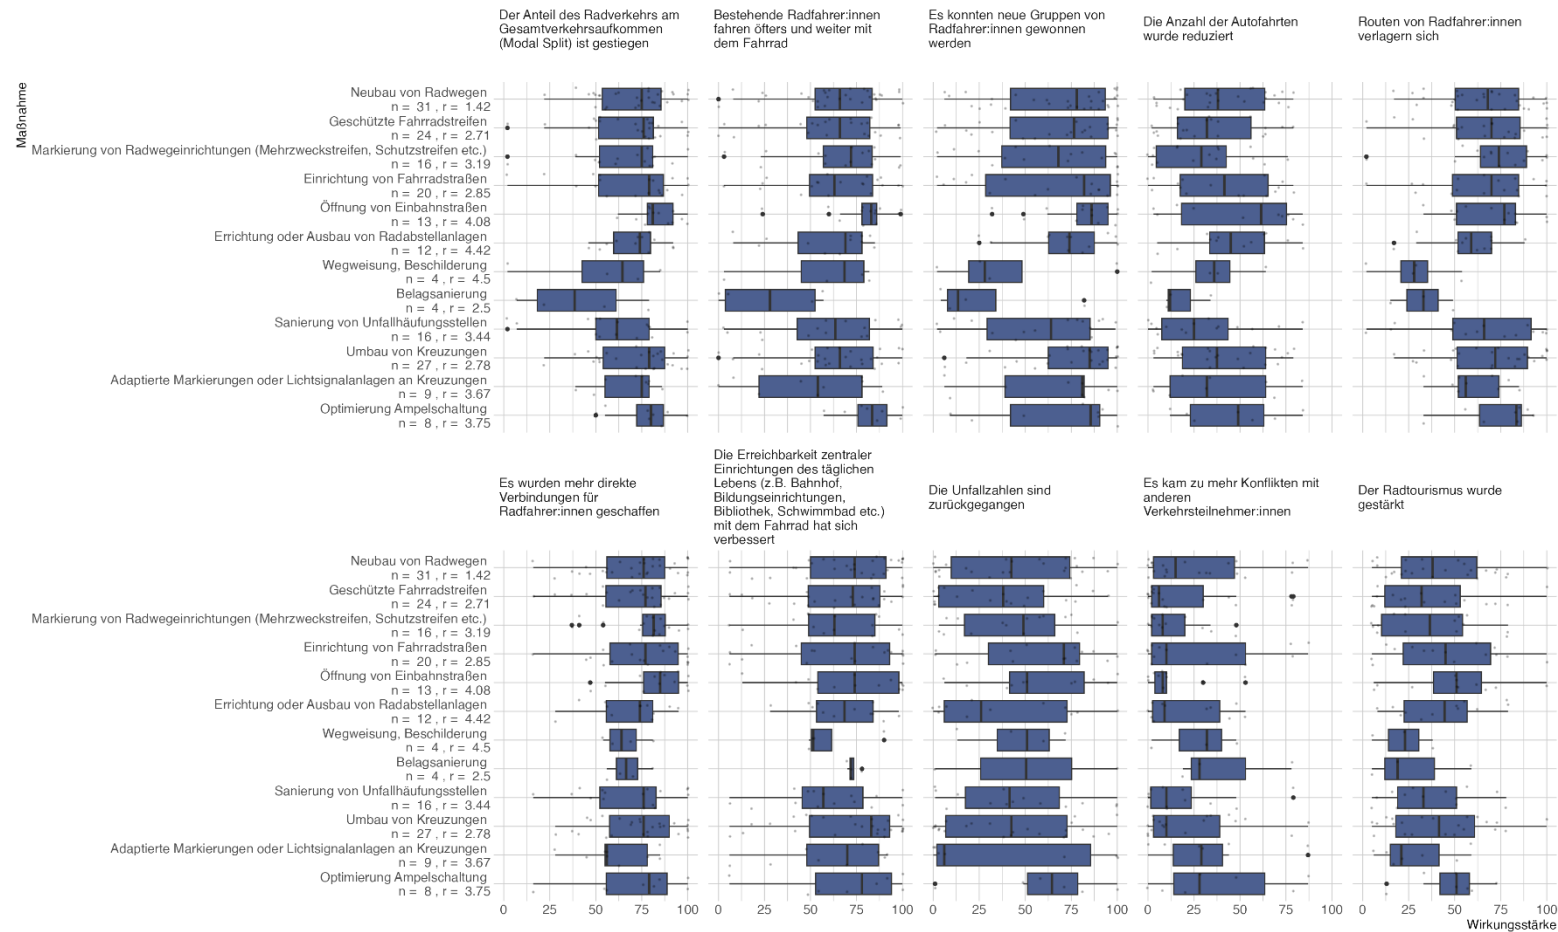 Der Anteil des Radverkehrs am
Gesamtverkehrsaufkommen
(Modal Split) ist gestiegen
Bestehende Radfahrer:innen
fahren öfters und weiter mit
dem Fahrrad
Es konnten neue Gruppen von
Radfahrer:innen gewonnen
werden
Die Anzahl der Autofahrten
wurde reduziert
Routen von Radfahrer:innen
verlagern sich
Maßnahme
Neubau von Radwegen
n = 31 , r = 1.42
Geschützte Fahrradstreifen
n = 24 , r = 2.71
Markierung von Radwegeinrichtungen (Mehrzweckstreifen, Schutzstreifen etc.)
n = 16 , r = 3.19
Einrichtung von Fahrradstraßen
n = 20 , r = 2.85
Öffnung von Einbahnstraßen
n = 13 , r = 4.08
Errichtung oder Ausbau von Radabstellanlagen
n = 12 , r = 4.42
Wegweisung, Beschilderung
n = 4 , r = 4.5
Belagsanierung
n = 4 , r = 2.5
Sanierung von Unfallhäufungsstellen
n = 16 , r = 3.44
Umbau von Kreuzungen
n = 27 , r = 2.78
Adaptierte Markierungen oder Lichtsignalanlagen an Kreuzungen
n = 9 , r = 3.67
Optimierung Ampelschaltung
n = 8 , r = 3.75
Es wurden mehr direkte
Verbindungen für
Radfahrer:innen geschaffen
Die Erreichbarkeit zentraler
Einrichtungen des täglichen
Lebens (z.B. Bahnhof,
Bildungseinrichtungen,
Bibliothek, Schwimmbad etc.)
mit dem Fahrrad hat sich
verbessert
Die Unfallzahlen sind
zurückgegangen
Es kam zu mehr Konflikten mit
anderen
Verkehrsteilnehmer:innen
Der Radtourismus wurde
gestärkt
Neubau von Radwegen
n = 31 , r = 1.42
Geschützte Fahrradstreifen
n = 24 , r = 2.71
Markierung von Radwegeinrichtungen (Mehrzweckstreifen, Schutzstreifen etc.)
n = 16 , r = 3.19
Einrichtung von Fahrradstraßen
n = 20 , r = 2.85
Öffnung von Einbahnstraßen
n = 13 , r = 4.08
Errichtung oder Ausbau von Radabstellanlagen
n = 12 , r = 4.42
Wegweisung, Beschilderung
n = 4 , r = 4.5
Belagsanierung
n = 4 , r = 2.5
Sanierung von Unfallhäufungsstellen
n = 16 , r = 3.44
Umbau von Kreuzungen
n = 27 , r = 2.78
Adaptierte Markierungen oder Lichtsignalanlagen an Kreuzungen
n = 9 , r = 3.67
Optimierung Ampelschaltung
n = 8 , r = 3.75
0 25 50 75 100 0 25 50 75 100 0 25 50 75 100 0 25 50 75 100 0 25 50 75 100
Wirkungsstärke